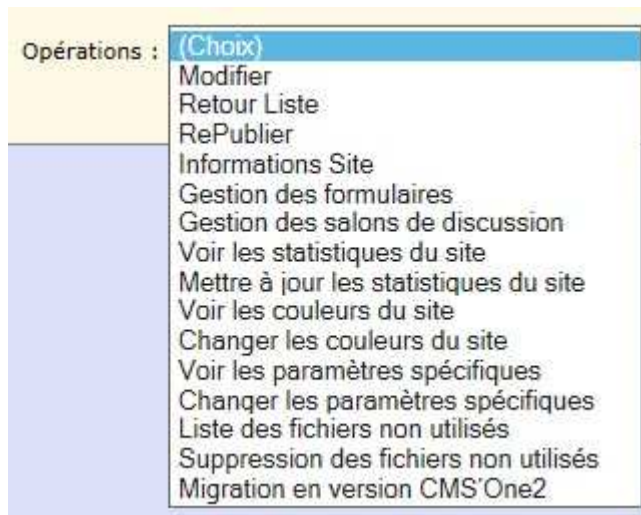 Opérations : (Choix)
Modifier
Retour Liste
RePublier
Informations Site
Gestion des formulaires
Gestion des salons de discussion
Voir les statistiques du site
Mettre à jour les statistiques du site
Voir les couleurs du site
Changer les couleurs du site
Voir les paramètres spécifiques
Changer les paramètres spécifiques
Liste des fichiers non utilisés
Suppression des fichiers non utilisés
Migration en version CMS'One2